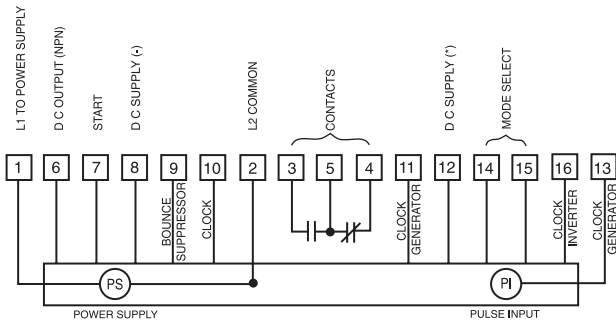 L1 TO POWER SUPPLY
D C OUTPUT (NPN)
START
D C SUPPLY (-)
L2 COMMON
CONTACTS
D C SUPPLY (*)
MODE SELECT
1 6 7 8 9 10 2 3 5 4 11 12 14 15 16 13
BOUNCE
SUPPRESSOR
CLOCK
CLOCK
GENERATOR
CLOCK
INVERTER
CLOCK
GENERATOR
PS
PI
POWER SUPPLY
PULSE INPUT